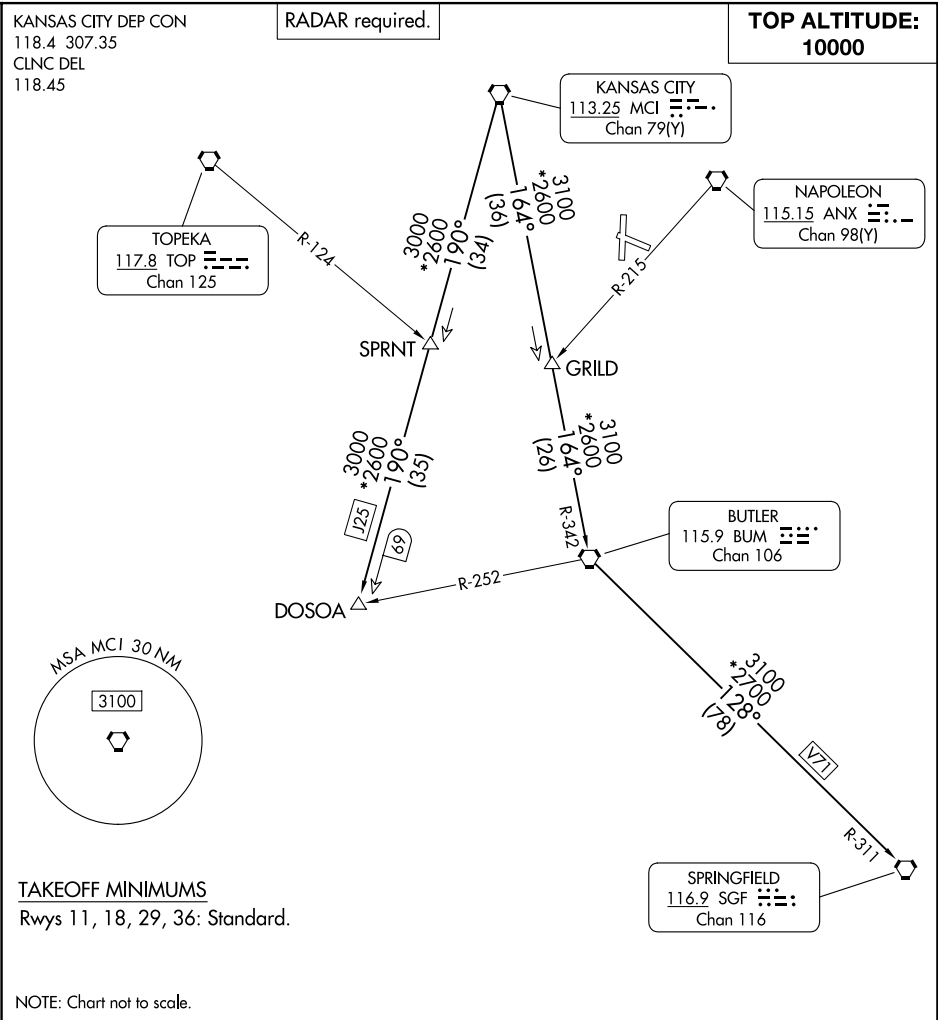 KANSAS CITY DEP CON
118.4 307.35
CLNC DEL
118.45
RADAR required.
TOP ALTITUDE:
10000
KANSAS CITY
113.25 MCI
Chan 79(Y)
NAPOLEON
115.15 ANX
Chan 98(Y)
TOPEKA
117.8 TOP
Chan 125
R-124
3000
*2600
190°
(34)
3100
*2600
164°
(36)
R-215
SPRNT
GRILD
3000
*2600
190°
(35)
3100
*2600
164°
(26)
J25
69
R-342
BUTLER
115.9 BUM
Chan 106
R-252
DOSOA
MSA MCI 30 NM
3100
3100
*2700
128°
(78)
V71
R-311
SPRINGFIELD
116.9 SGF
Chan 116
TAKEOFF MINIMUMS
Rwys 11, 18, 29, 36: Standard.
NOTE: Chart not to scale.